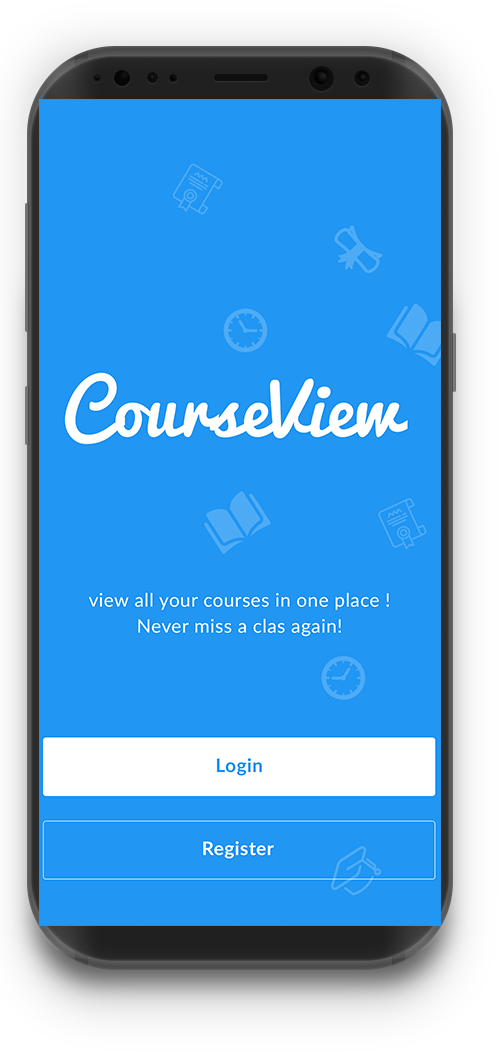 CourseView
view all your courses in one place !
Never miss a clas again!
Login
Register